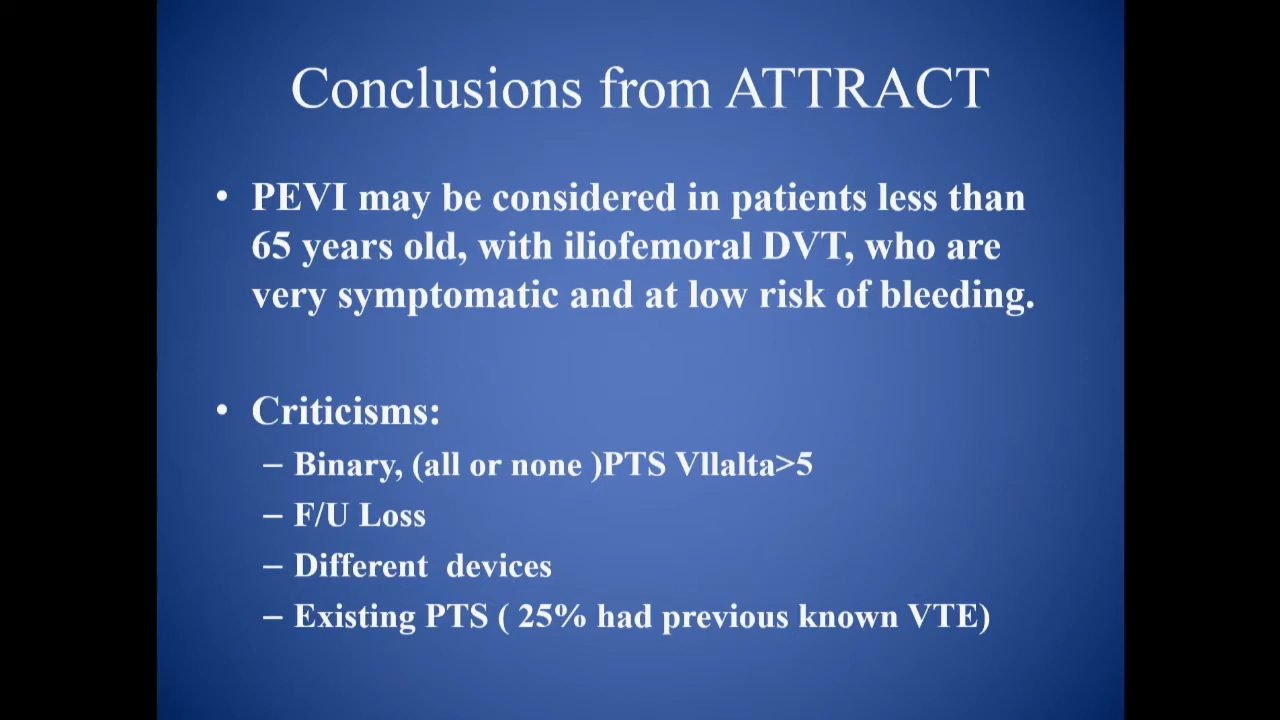 Conclusions from ATTRACT
• PEVI may be considered in patients less than
65 years old, with iliofemoral DVT, who are
very symptomatic and at low risk of bleeding.
• Criticisms:
– Binary, (all or none )PTS Vllalta>5
– F/U Loss
– Different  devices
– Existing PTS ( 25% had previous known VTE)